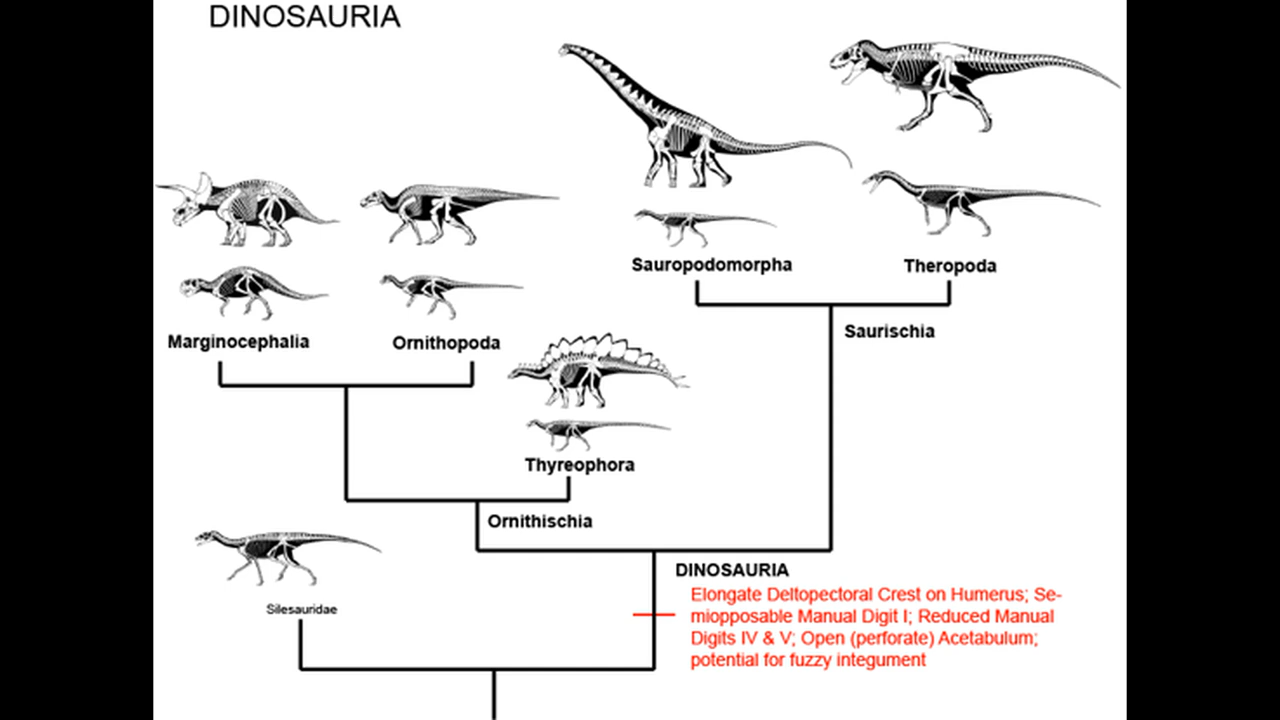 DINOSAURIA
Sauropodomorpha
Theropoda
Saurischia
Marginocephalia
Ornithopoda
Thyreophora
Ornithischia
Silesauridae
DINOSAURIA
Elongate Deltopectoral Crest on Humerus; Se-
miopposable Manual Digit I; Reduced Manual
Digits IV & V; Open (perforate) Acetabulum;
potential for fuzzy integument